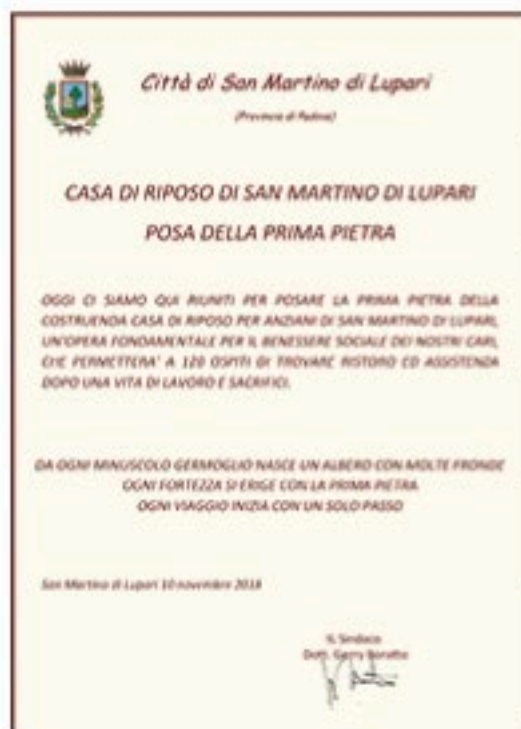 Città di San Martino di Lupari
(Provincia di Padova)
CASA DI RIPOSO DI SAN MARTINO DI LUPARI
POSA DELLA PRIMA PIETRA
OGGI CI SIAMO QUI RIUNITI PER POSARE LA PRIMA PIETRA DELLA
COSTRUENDA CASA DI RIPOSO PER ANZIANI DI SAN MARTINO DI LUPARI,
UN'OPERA FONDAMENTALE PER IL BENESSERE SOCIALE DEI NOSTRI CARI,
CHE PERMETTERA' A 120 OSPITI DI TROVARE RISTORO ED ASSISTENZA
DOPO UNA VITA DI LAVORO E SACRIFICI.
DA OGNI MINUSCOLO GERMOGLIO NASCE UN ALBERO CON MOLTE FRONDE
OGNI FORTEZZA SI ERIGE CON LA PRIMA PIETRA
OGNI VIAGGIO INIZIA CON UN SOLO PASSO
San Martino di Lupari 10 novembre 2018
IL Sindaco
Dott. Gerry Boratto